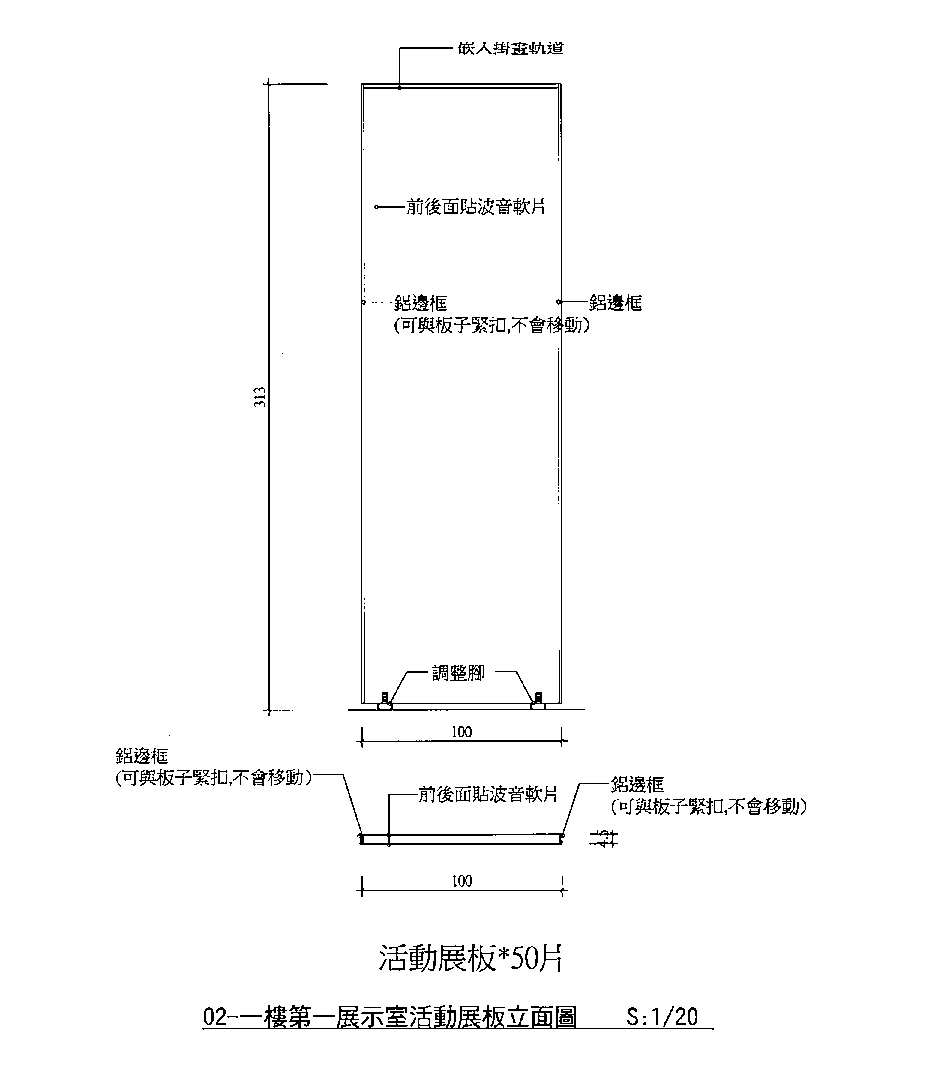 嵌入掛畫軌道
前後面貼波音軟片
鋁邊框
(可與板子緊扣,不會移動)
鋁邊框
313
調整腳
100
鋁邊框
(可與板子緊扣,不會移動)
前後面貼波音軟片
鋁邊框
(可與板子緊扣,不會移動)
4.5
100
活動展板*50片
02-一樓第一展示室活動展板立面圖 S:1/20